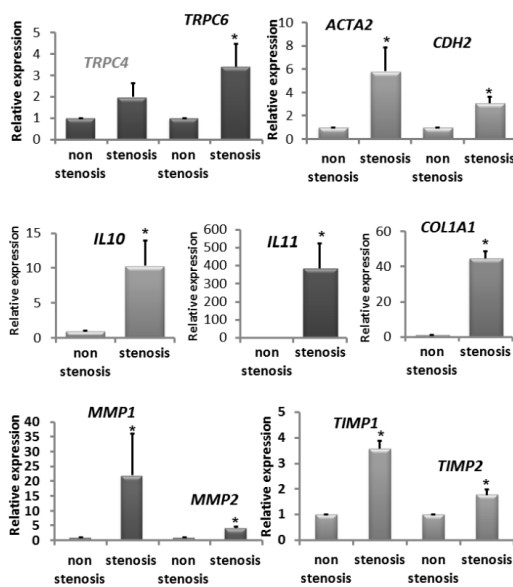 TRPC6
*
TRPC4
Relative expression
5
4
3
2
1
0
non stenosis non stenosis
stenosis stenosis
ACTA2
*
CDH2
*
Relative expression
10
8
6
4
2
0
non stenosis non stenosis
stenosis stenosis
IL10
*
Relative expression
15
10
5
0
non stenosis
stenosis
IL11
*
Relative expression
600
500
400
300
200
100
0
non stenosis
stenosis
COL1A1
*
Relative expression
60
40
20
0
non stenosis
stenosis
MMP1
*
MMP2
*
Relative expression
40
35
30
25
20
15
10
5
0
non stenosis non stenosis
stenosis stenosis
TIMP1
*
TIMP2
*
Relative expression
5
4
3
2
1
0
non stenosis non stenosis
stenosis stenosis